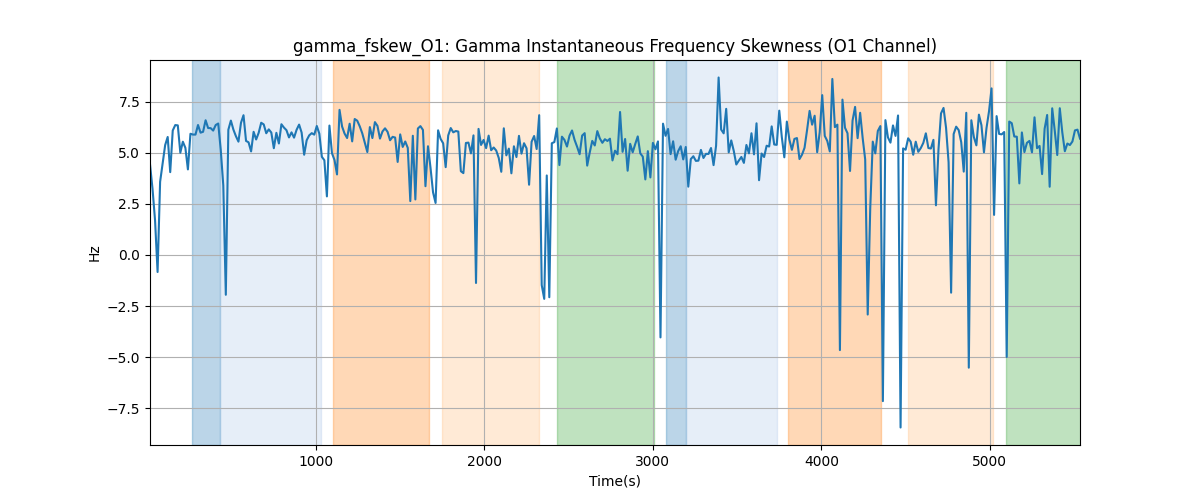 gamma_fskew_O1: Gamma Instantaneous Frequency Skewness (O1 Channel)
7.5
5.0
2.5
0.0
−2.5
−5.0
−7.5
Hz
1000 2000 3000 4000 5000
Time(s)